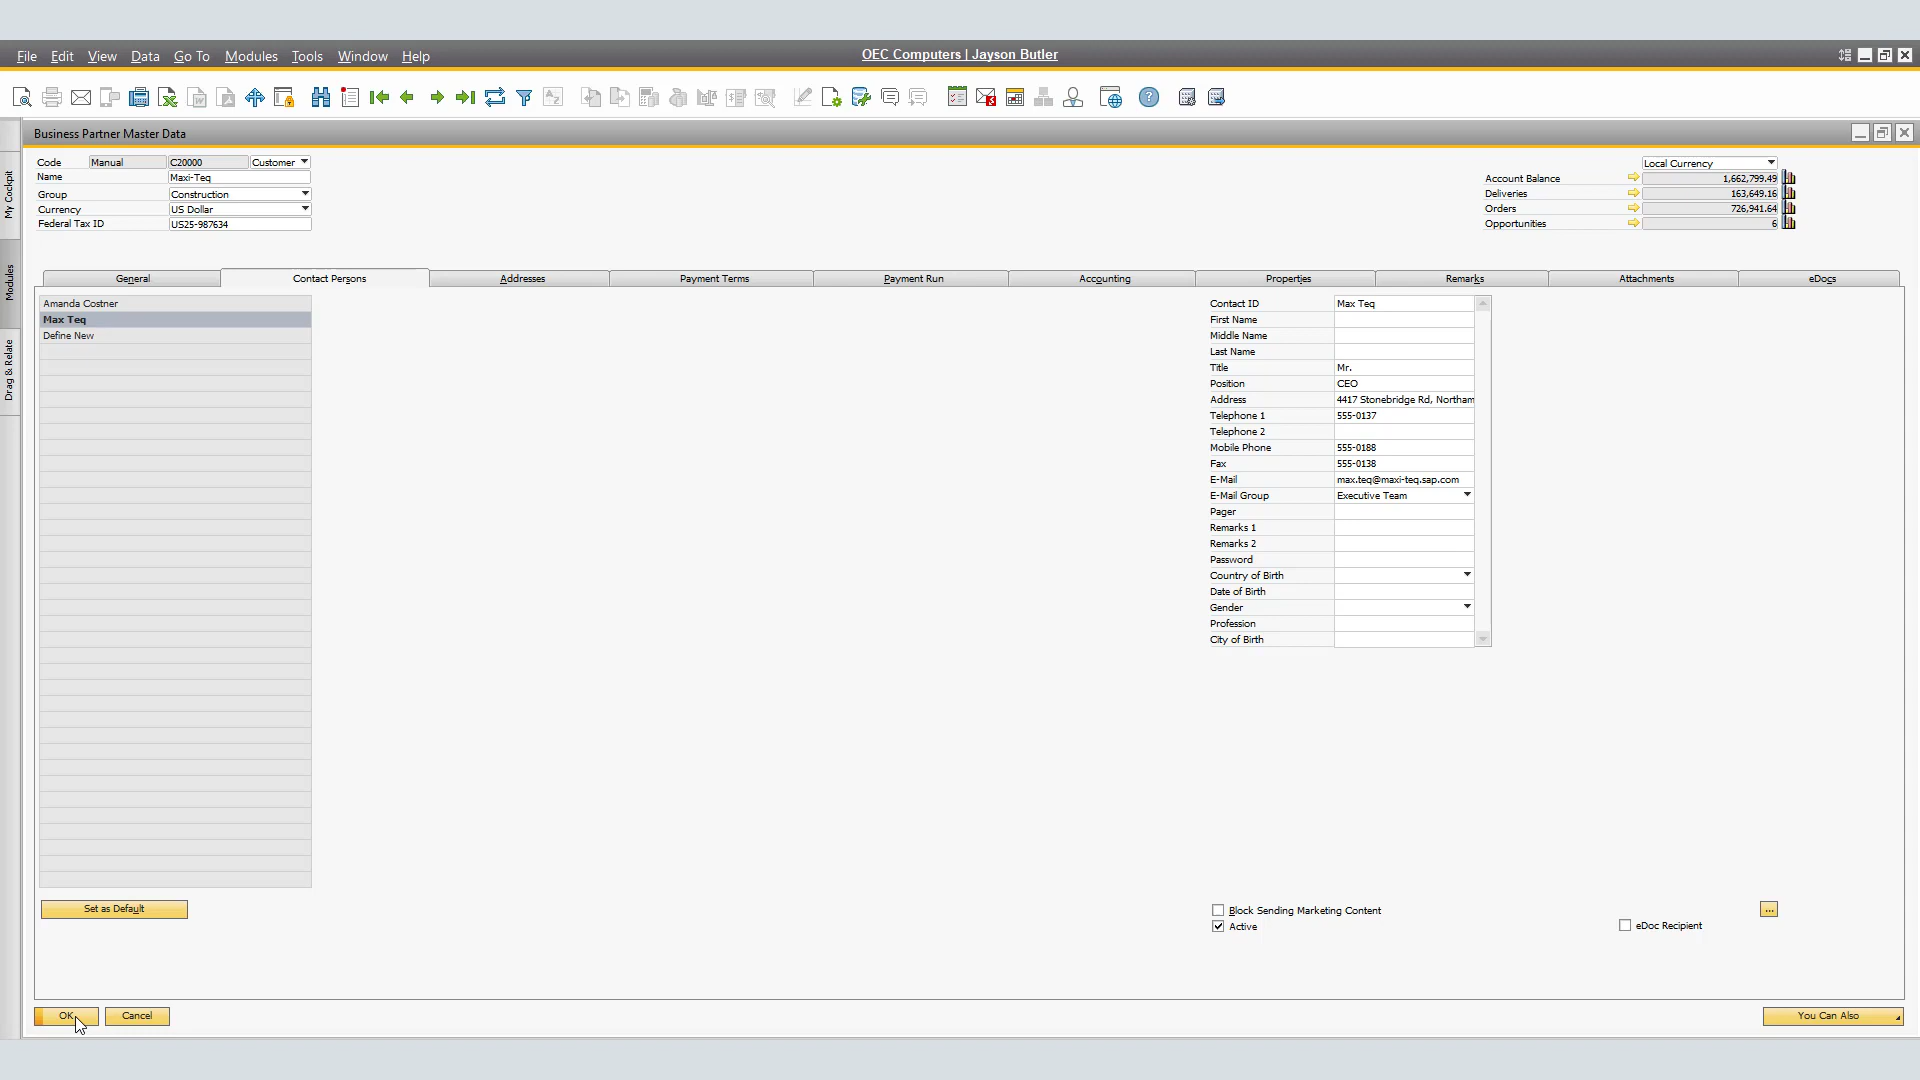 File Edit View Data Go To Modules Tools Window Help
OEC Computers | Jayson Butler
Business Partner Master Data
My Cockpit
Modules
Drag & Relate
Code Manual C20000 Customer
Name Maxi-Teq
Group Construction
Currency US Dollar
Federal Tax ID US25-987634
Local Currency
Account Balance 1,662,799.49
Deliveries 163,649.16
Orders 726,941.64
Opportunities 6
General Contact Persons Addresses Payment Terms Payment Run Accounting Properties Remarks Attachments eDocs
Amanda Costner
Max Teq
Define New
Contact ID Max Teq
First Name
Middle Name
Last Name
Title Mr.
Position CEO
Address 4417 Stonebridge Rd, Northam
Telephone 1 555-0137
Telephone 2
Mobile Phone 555-0188
Fax 555-0138
E-Mail max.teq@maxi-teq.sap.com
E-Mail Group Executive Team
Pager
Remarks 1
Remarks 2
Password
Country of Birth
Date of Birth
Gender
Profession
City of Birth
Set as Default
Block Sending Marketing Content
Active
eDoc Recipient
...
OK Cancel
You Can Also